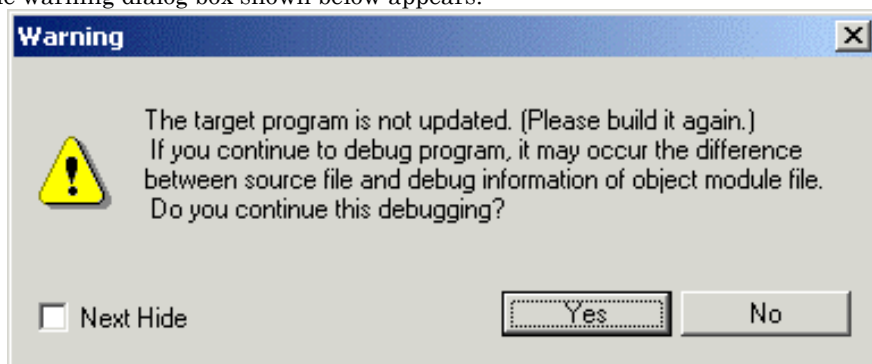 e warning dialog box shown below appears.
Warning
The target program is not updated. (Please build it again.)
If you continue to debug program, it may occur the difference
between source file and debug information of object module file.
Do you continue this debugging?
Next Hide
Yes
No